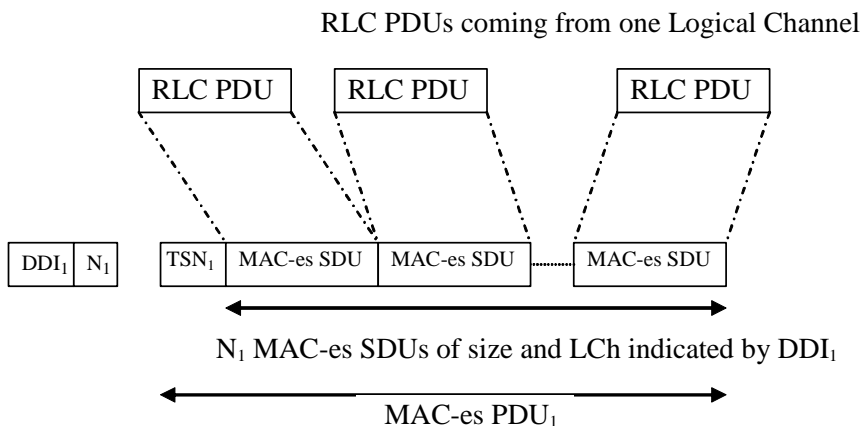 RLC PDUs coming from one Logical Channel
RLC PDU RLC PDU RLC PDU
DDI₁ N₁ TSN₁ MAC-es SDU MAC-es SDU MAC-es SDU
N₁ MAC-es SDUs of size and LCh indicated by DDI₁
MAC-es PDU₁